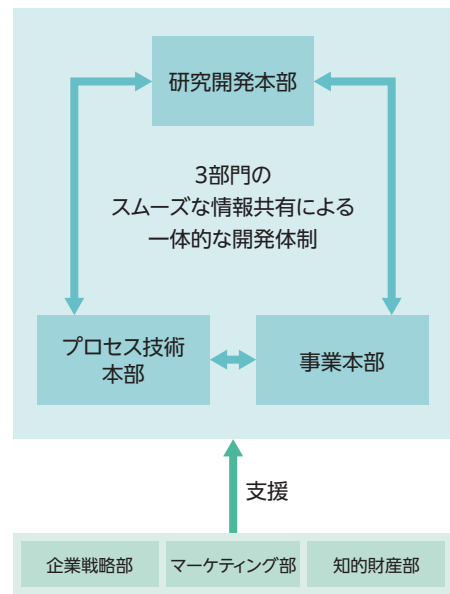 研究開発本部
3部門の
スムーズな情報共有による
一体的な開発体制
プロセス技術
本部
事業本部
支援
企業戦略部
マーケティング部
知的財産部